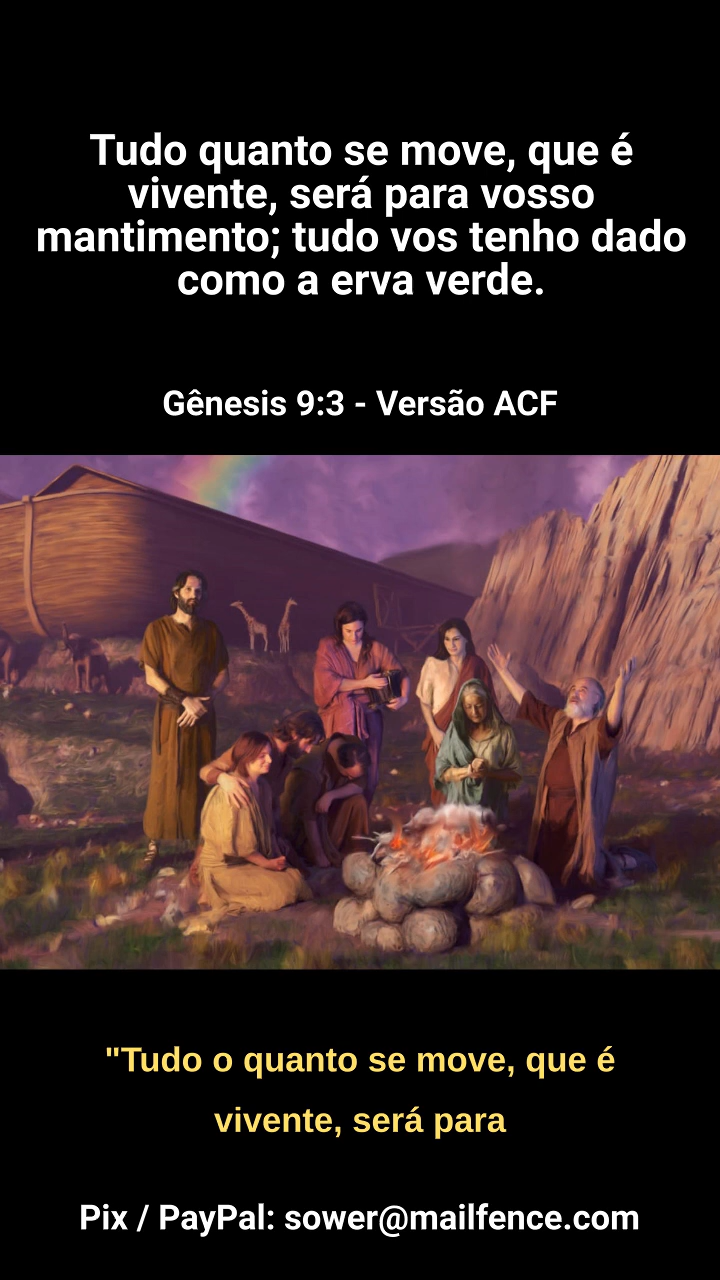 Tudo quanto se move, que é
vivente, será para vosso
mantimento; tudo vos tenho dado
como a erva verde.
Gênesis 9:3 - Versão ACF
"Tudo o quanto se move, que é
vivente, será para
Pix / PayPal: sower@mailfence.com